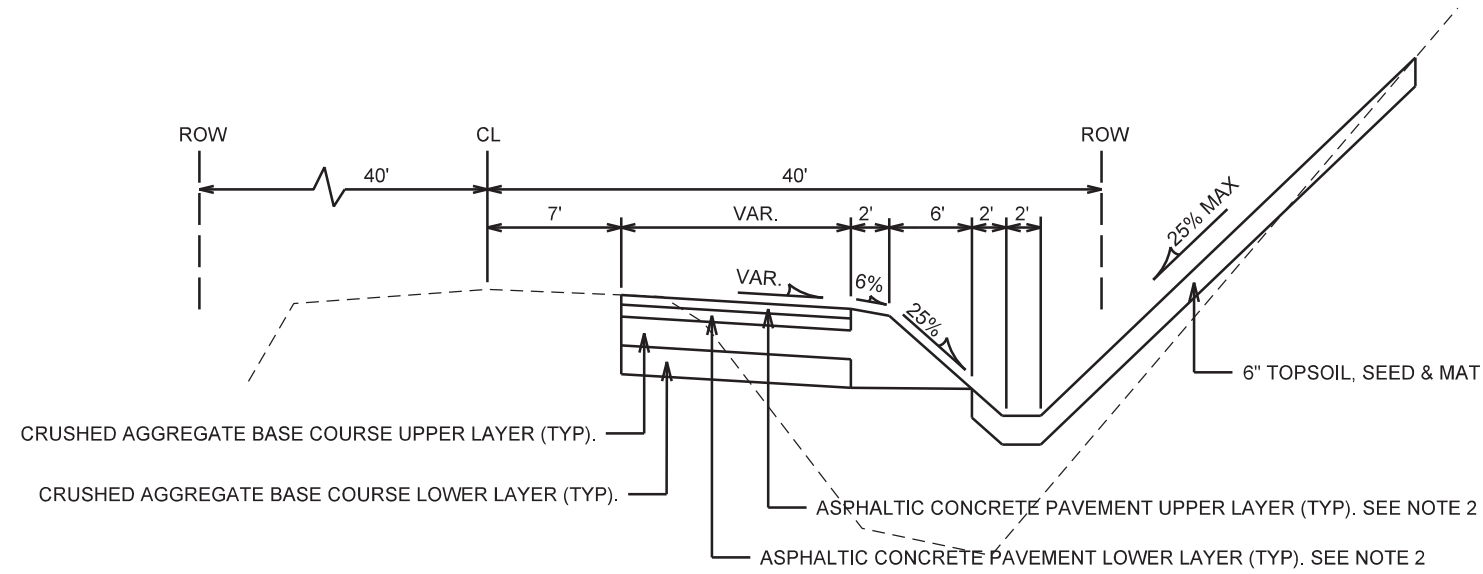 ROW
CL
ROW
40'
40'
7'
VAR.
2'
6'
2'
2'
25% MAX
VAR.
6%
25%
6" TOPSOIL, SEED & MAT
CRUSHED AGGREGATE BASE COURSE UPPER LAYER (TYP).
CRUSHED AGGREGATE BASE COURSE LOWER LAYER (TYP).
ASPHALTIC CONCRETE PAVEMENT UPPER LAYER (TYP). SEE NOTE 2
ASPHALTIC CONCRETE PAVEMENT LOWER LAYER (TYP). SEE NOTE 2